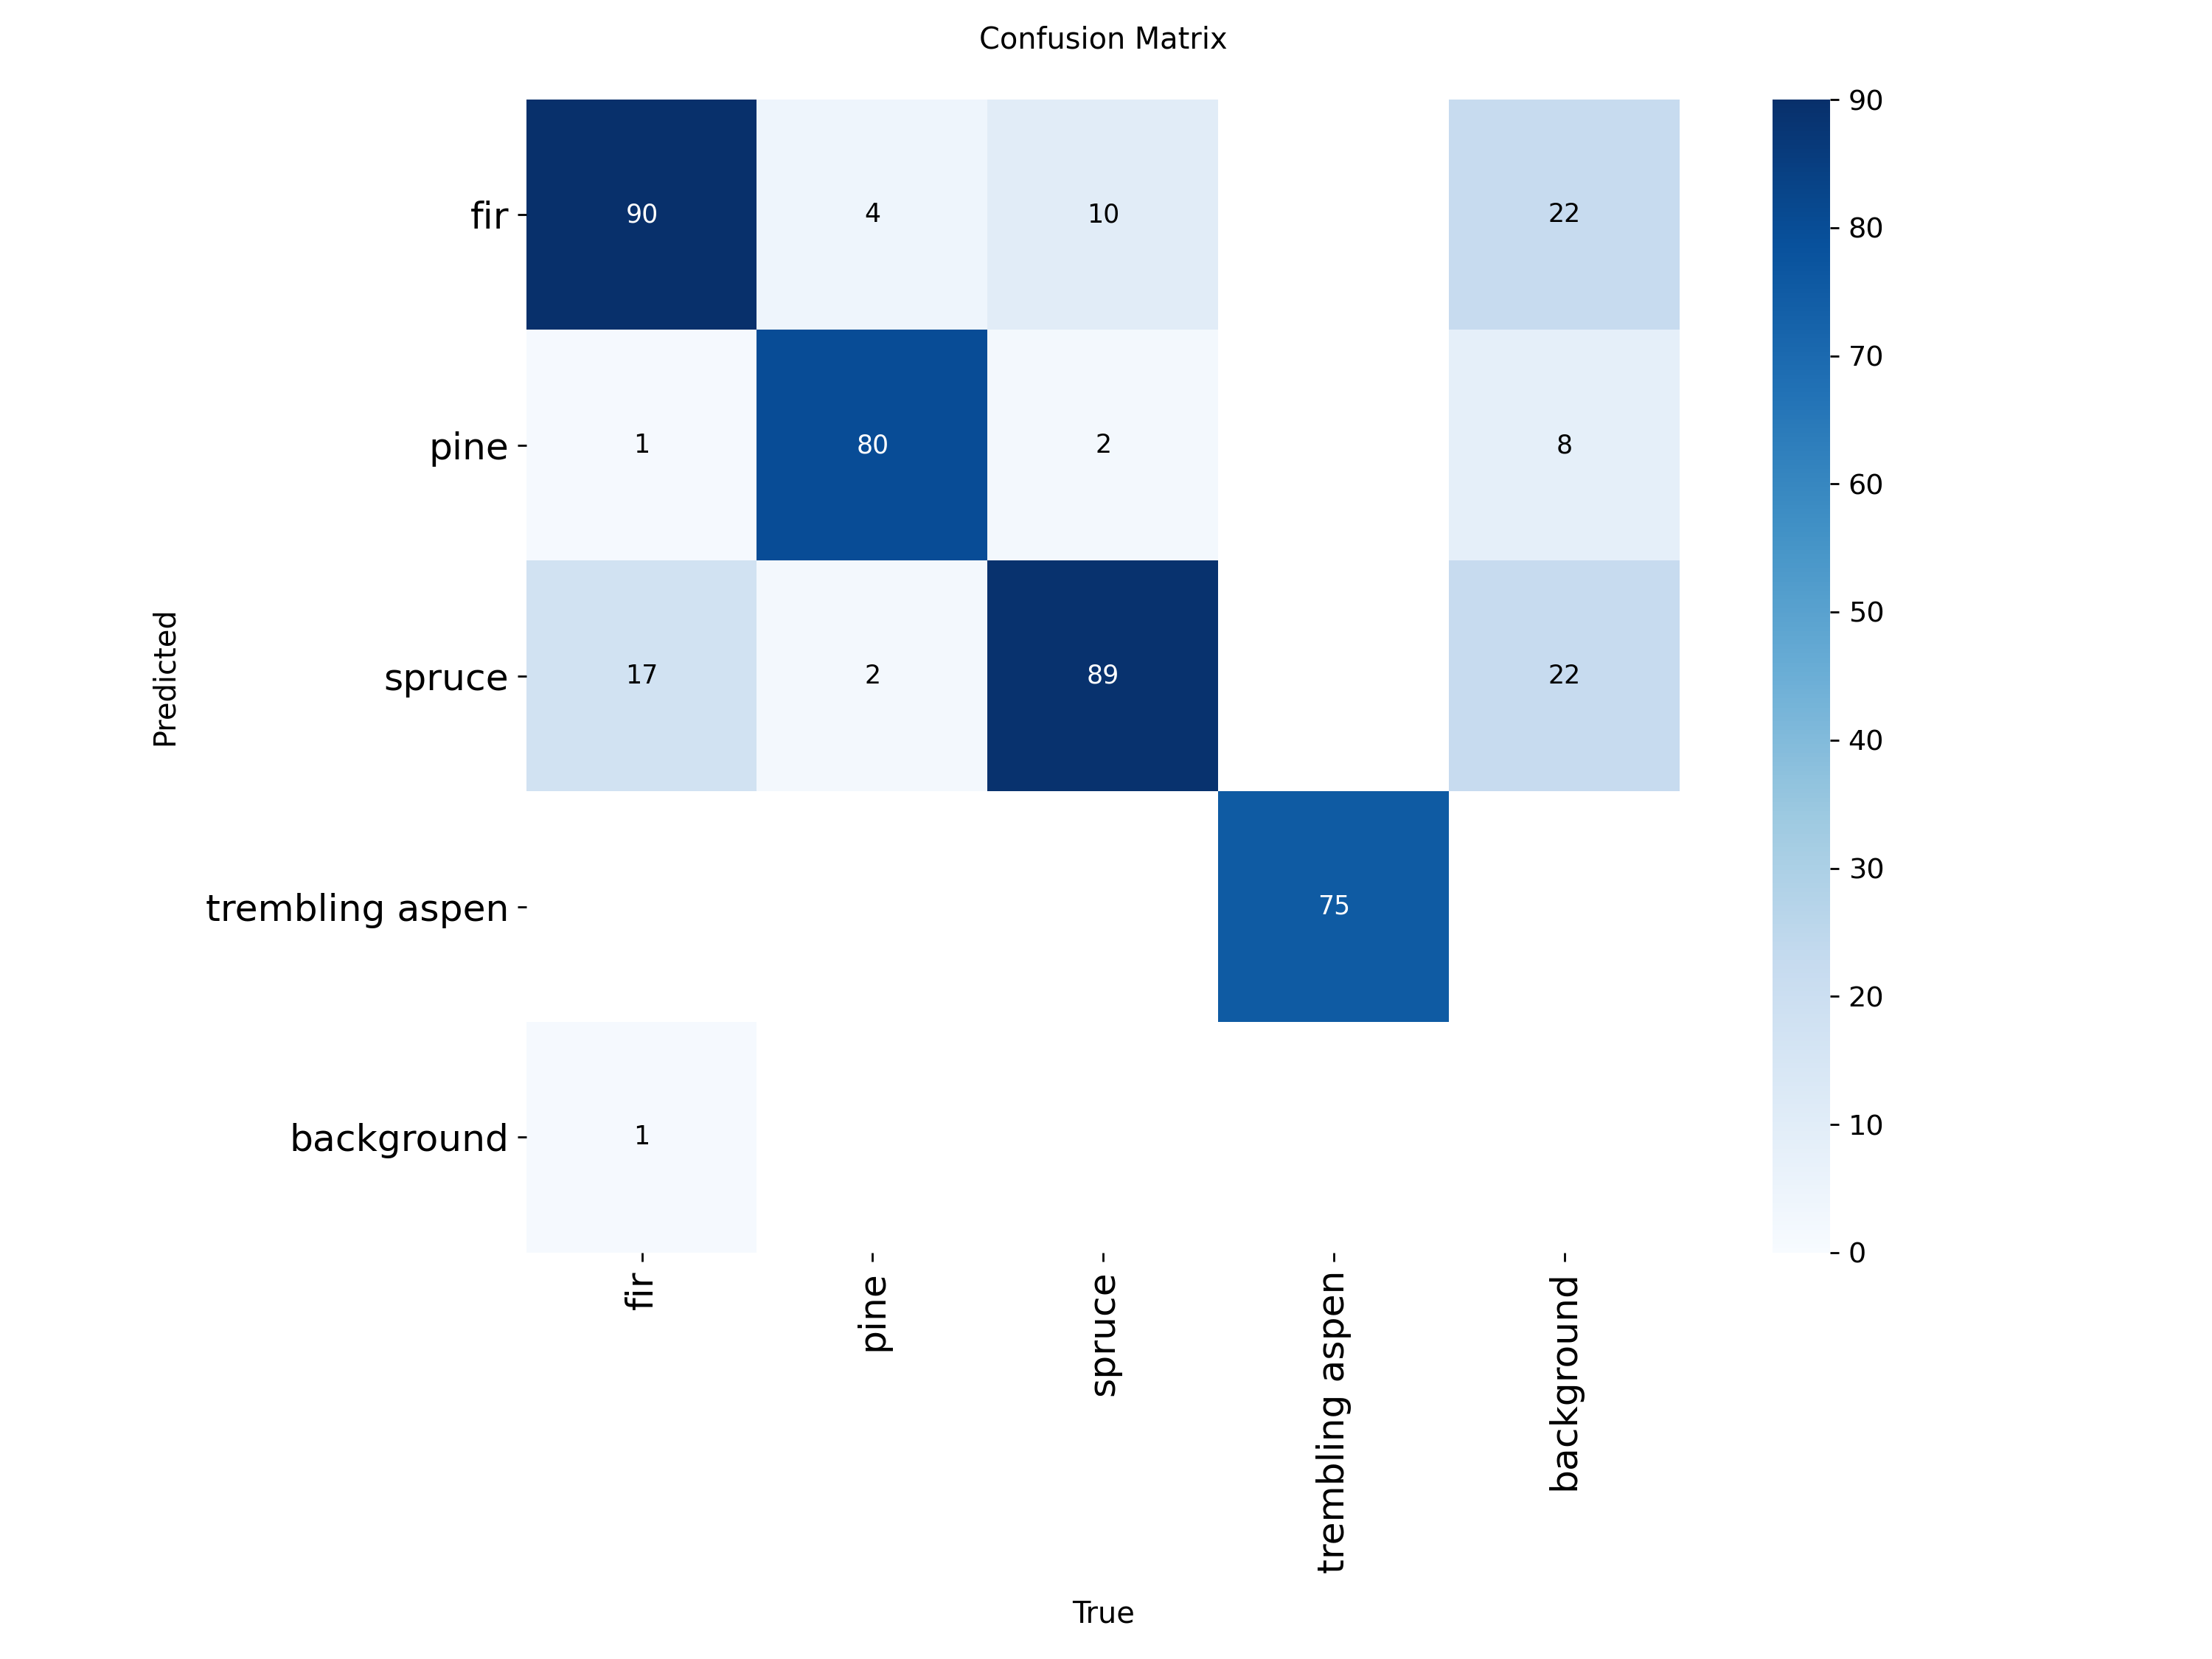 Confusion Matrix
fir
90
4
10
22
pine
1
80
2
8
spruce
17
2
89
22
trembling aspen
75
background
1
Predicted
fir
pine
spruce
trembling aspen
background
True
90
80
70
60
50
40
30
20
10
0